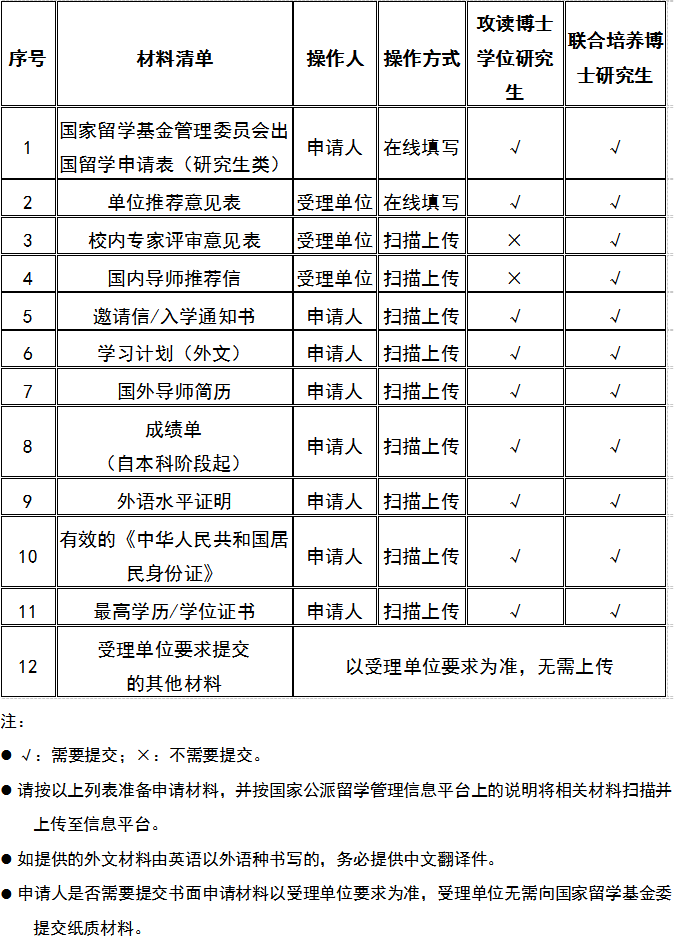 序号 材料清单 操作人 操作方式 攻读博士学位研究生 联合培养博士研究生
1 国家留学基金管理委员会出国留学申请表（研究生类） 申请人 在线填写 √ √
2 单位推荐意见表 受理单位 在线填写 √ √
3 校内专家评审意见表 受理单位 扫描上传 × √
4 国内导师推荐信 受理单位 扫描上传 × √
5 邀请信/入学通知书 申请人 扫描上传 √ √
6 学习计划（外文） 申请人 扫描上传 √ √
7 国外导师简历 申请人 扫描上传 √ √
8 成绩单（自本科阶段起） 申请人 扫描上传 √ √
9 外语水平证明 申请人 扫描上传 √ √
10 有效的《中华人民共和国居民身份证》 申请人 扫描上传 √ √
11 最高学历/学位证书 申请人 扫描上传 √ √
12 受理单位要求提交的其他材料 以受理单位要求为准，无需上传
注：
● √：需要提交；×：不需要提交。
● 请按以上列表准备申请材料，并按国家公派留学管理信息平台上的说明将相关材料扫描并
上传至信息平台。
● 如提供的外文材料由英语以外语种书写的，务必提供中文翻译件。
● 申请人是否需要提交书面申请材料以受理单位要求为准，受理单位无需向国家留学基金委
提交纸质材料。